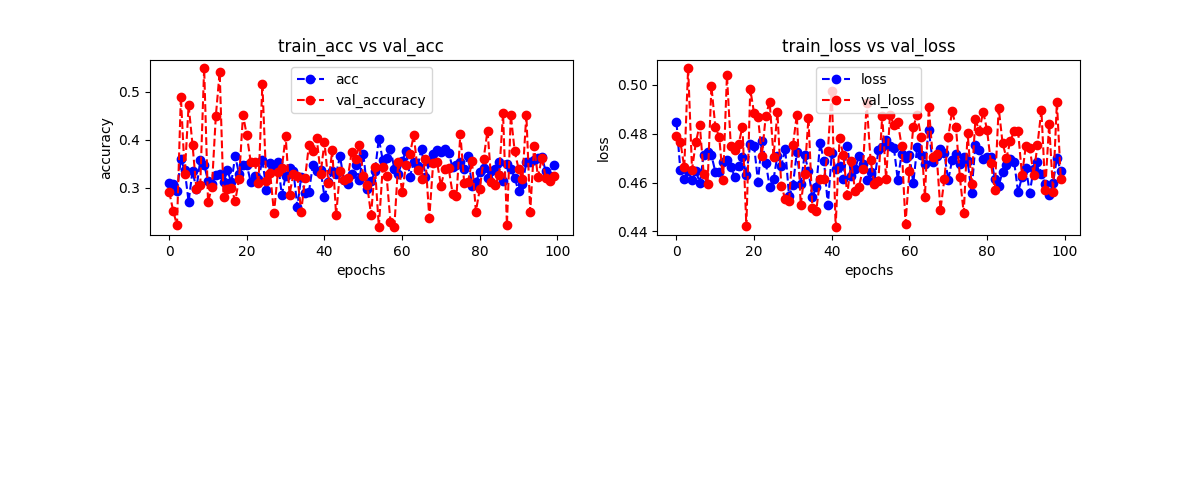 train_acc vs val_acc
acc
val_accuracy
accuracy
0.5
0.4
0.3
0 20 40 60 80 100
epochs
train_loss vs val_loss
loss
val_loss
loss
0.50
0.48
0.46
0.44
0 20 40 60 80 100
epochs